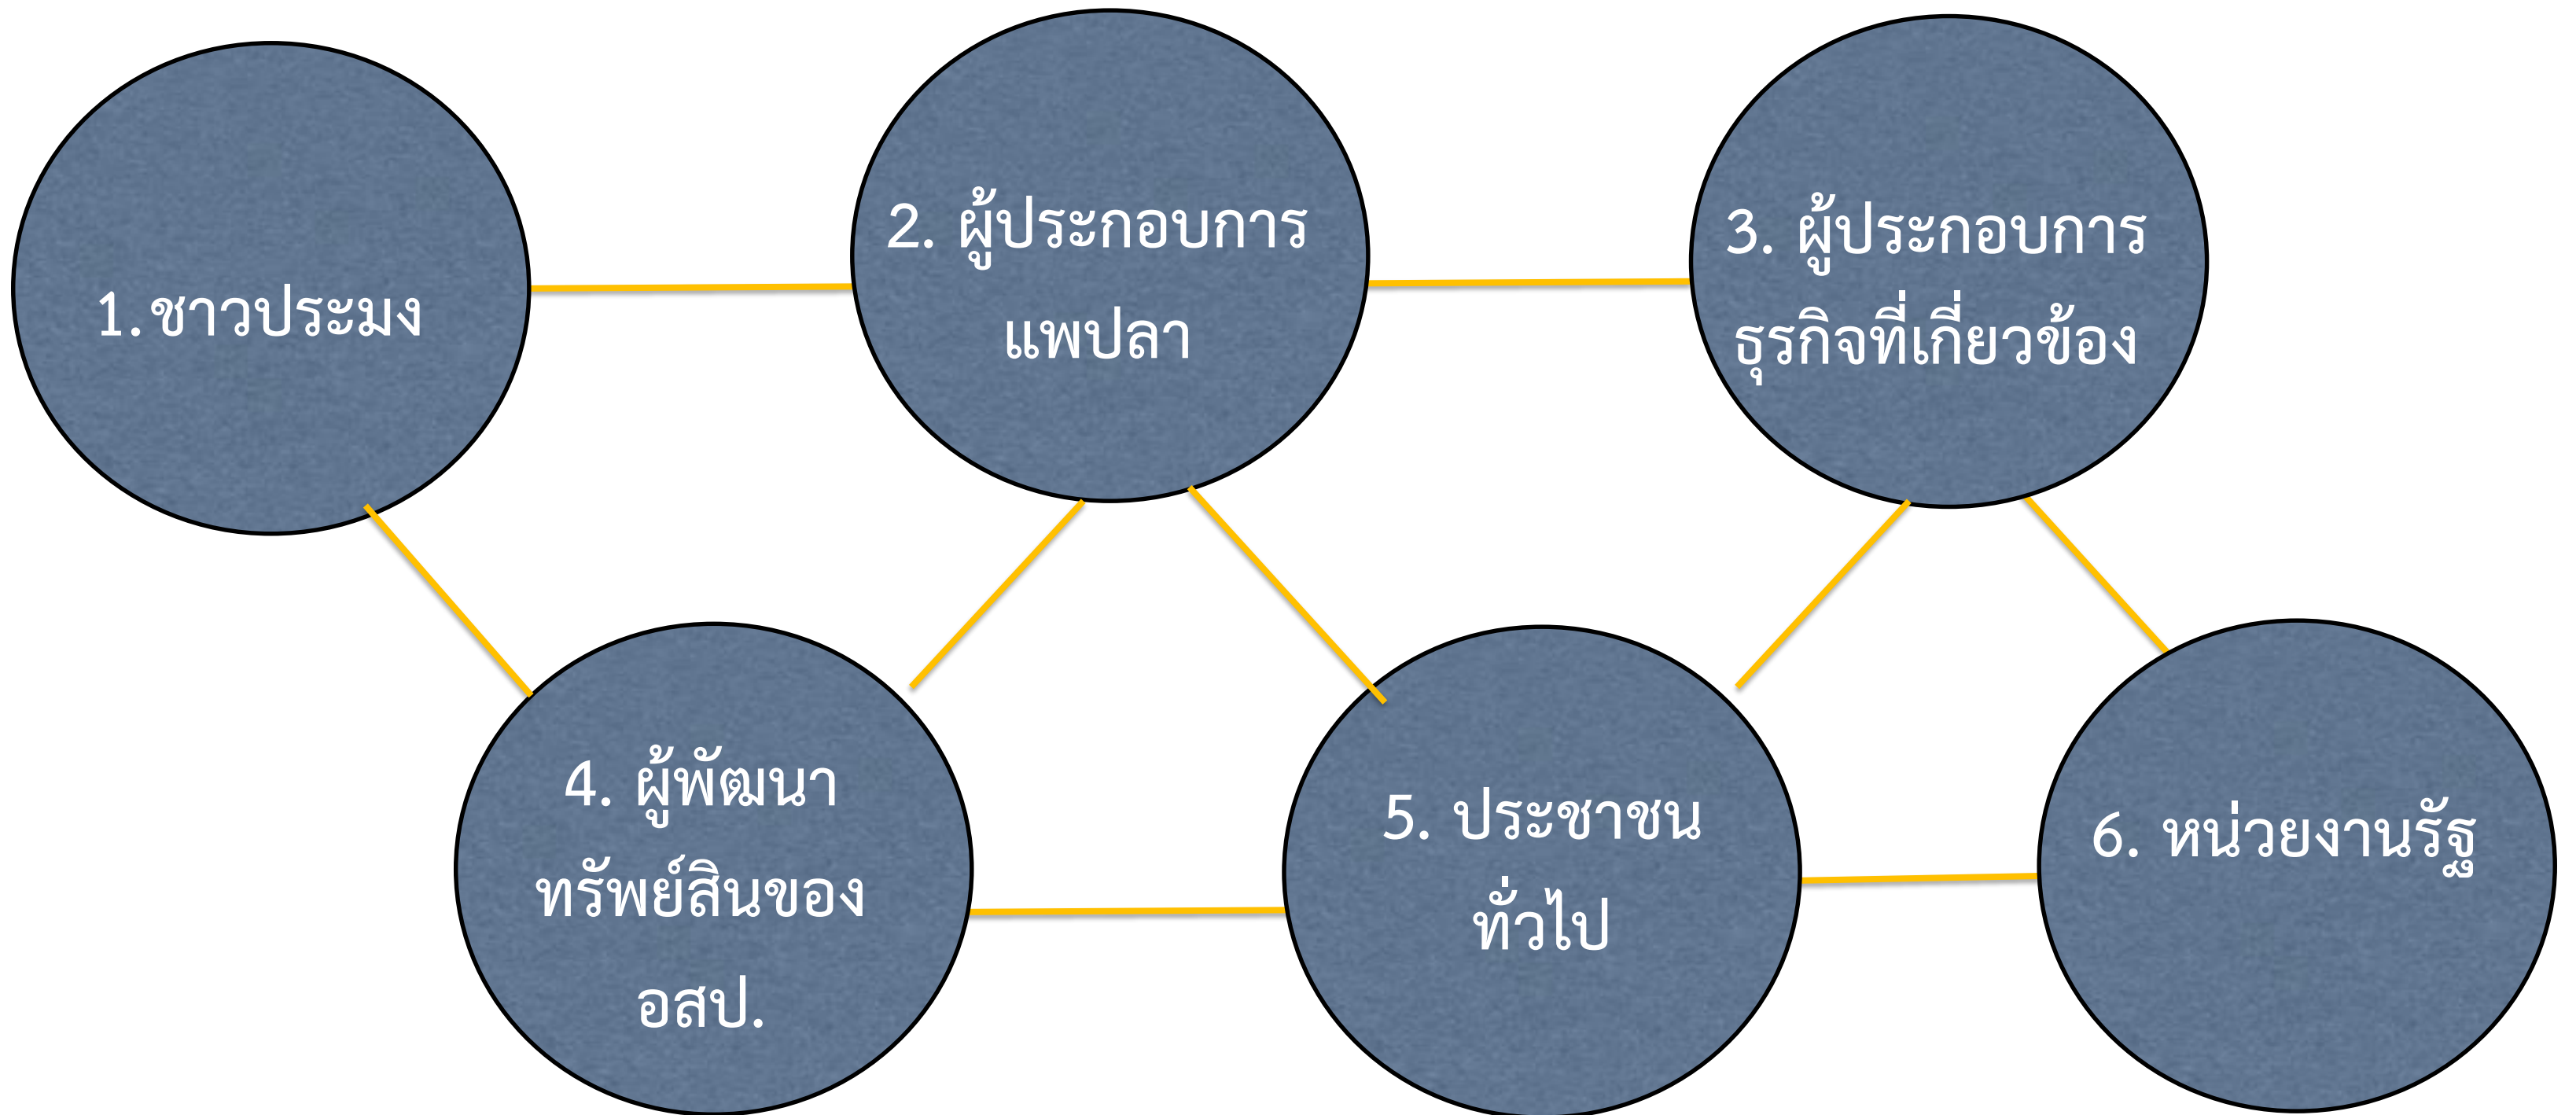 1.ชาวประมง
2. ผู้ประกอบการ
แพปลา
3. ผู้ประกอบการ
ธุรกิจที่เกี่ยวข้อง
4. ผู้พัฒนา
ทรัพย์สินของ
อสป.
5. ประชาชน
ทั่วไป
6. หน่วยงานรัฐ